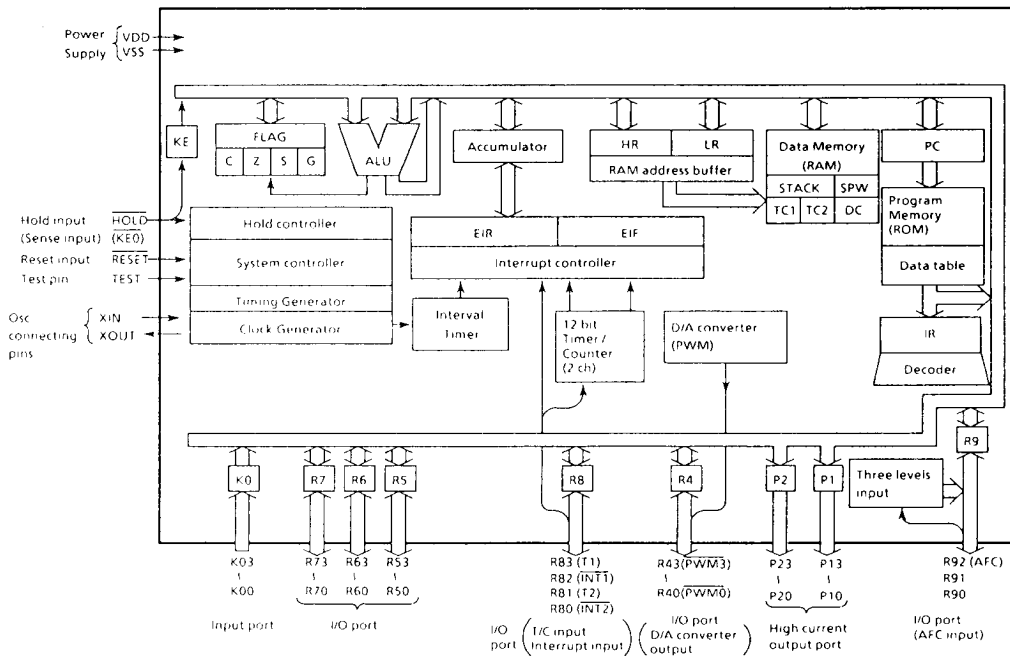 Power Supply
VDD
VSS
KE
FLAG
C Z S G
ALU
Accumulator
HR LR
RAM address buffer
Data Memory
(RAM)
STACK SPW
TC1 TC2 DC
PC
Program
Memory
(ROM)
Data table
IR
Decoder
Hold input HOLD
(Sense input) (KE0)
Reset input RESET
Test pin TEST
Osc
connecting
pins
XIN
XOUT
Hold controller
System controller
Timing Generator
Clock Generator
EIR EIF
Interrupt controller
Interval
Timer
12 bit
Timer /
Counter
(2 ch)
D/A converter
(PWM)
K0 R7 R6 R5 R8 R4 P2 P1
R9
Three levels
input
K03
~
K00
Input port
R73
~
R70
R63
~
R60
R53
~
R50
I/O port
R83 (T1)
R82 (INT1)
R81 (T2)
R80 (INT2)
I/O
port
(T/C input
Interrupt input)
R43 (PWM3)
~
R40 (PWM0)
(I/O port
D/A converter
output)
P23
~
P20
P13
~
P10
High current
output port
R92 (AFC)
R91
R90
I/O port
(AFC input)